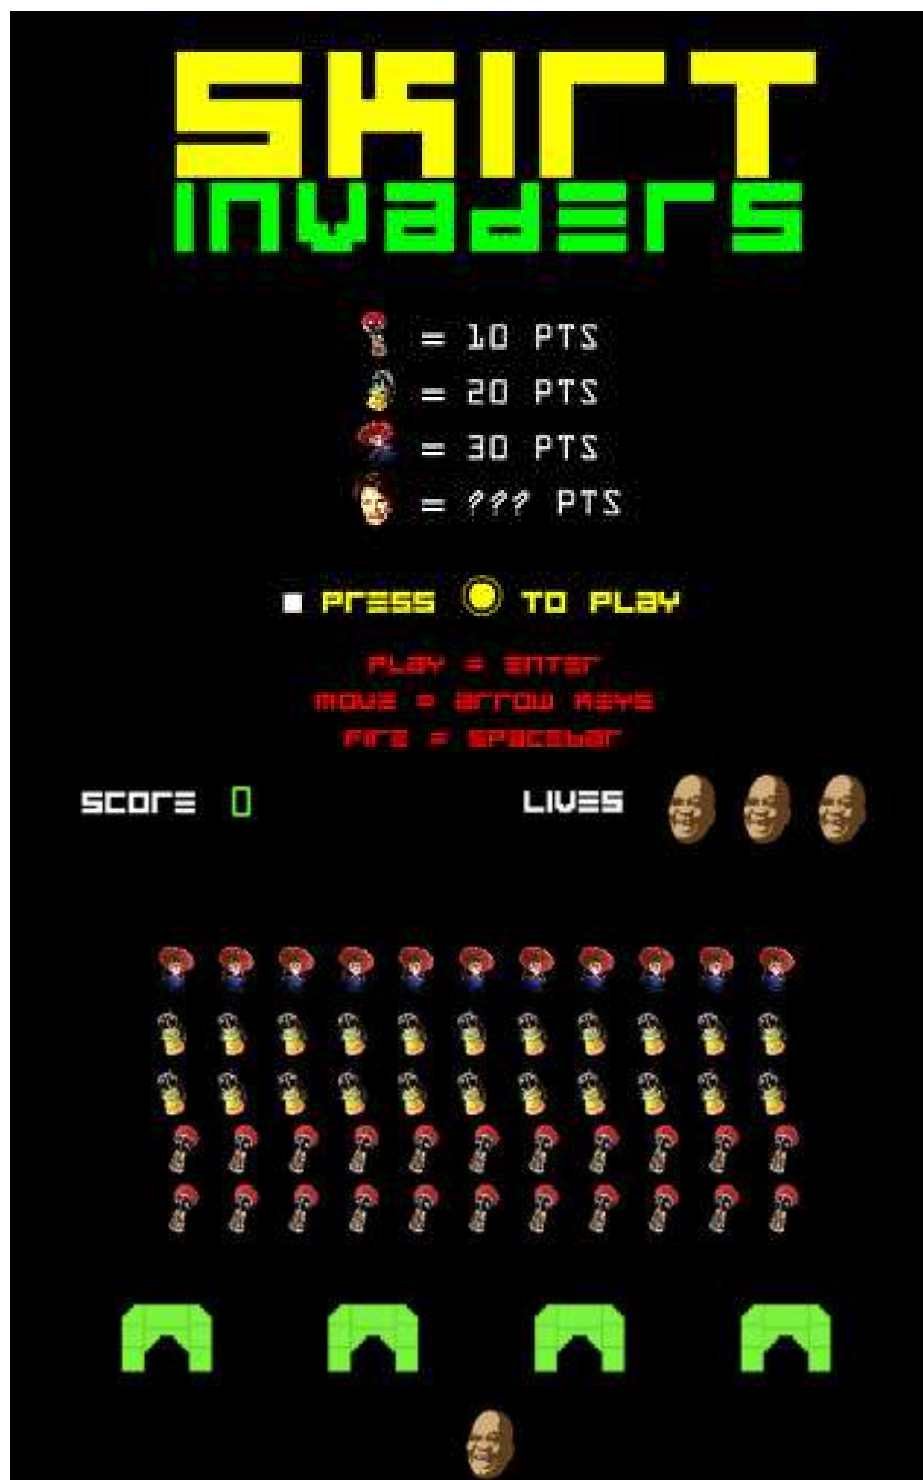 SKIrT
InVaders
= 10 PTS
= 20 PTS
= 30 PTS
= ??? PTS
Press TO PLay
PLay = enTer
move = arrow Keys
Fire = spacebar
score 0 LIVes